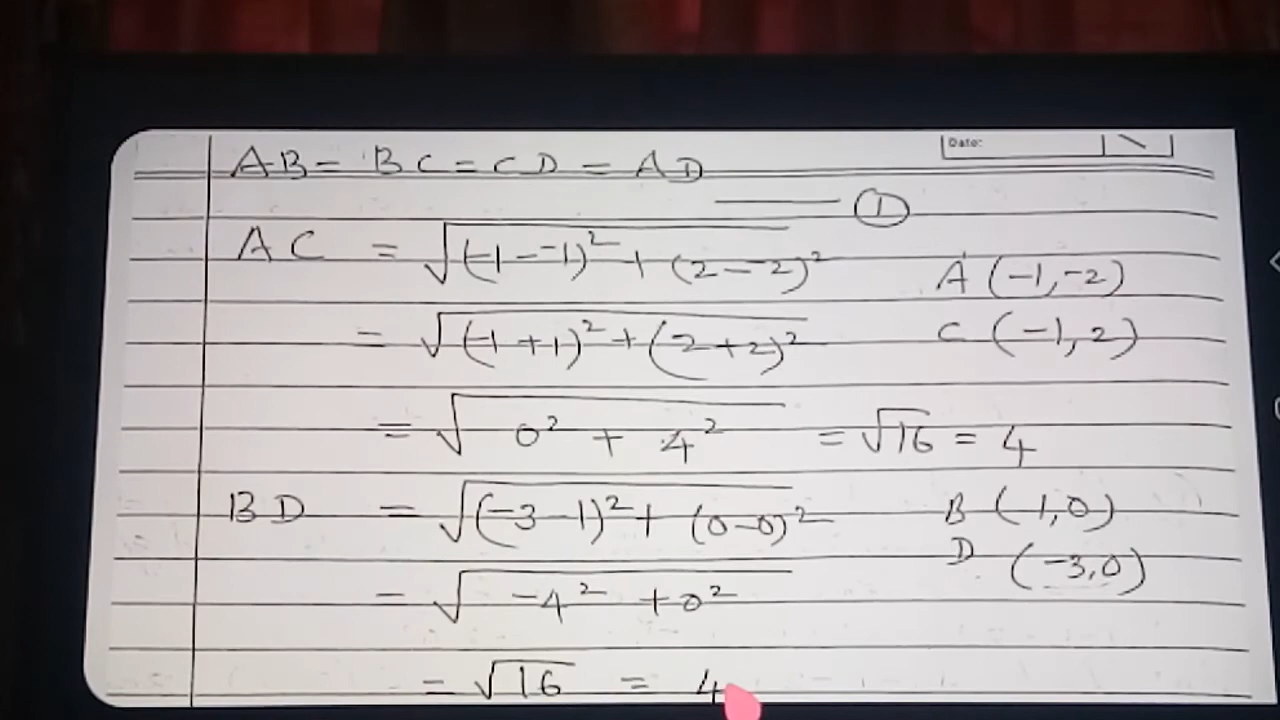 Date:
AB = BC = CD = AD
——— ①
AC = √(-1 - -1)² + (2 - -2)² A (-1, -2)
= √(-1 + 1)² + (2+2)² C (-1, 2)
= √0² + 4² = √16 = 4
BD = √(-3 - 1)² + (0-0)² B (1,0)
= √-4² + 0² D (-3,0)
= √16 = 4